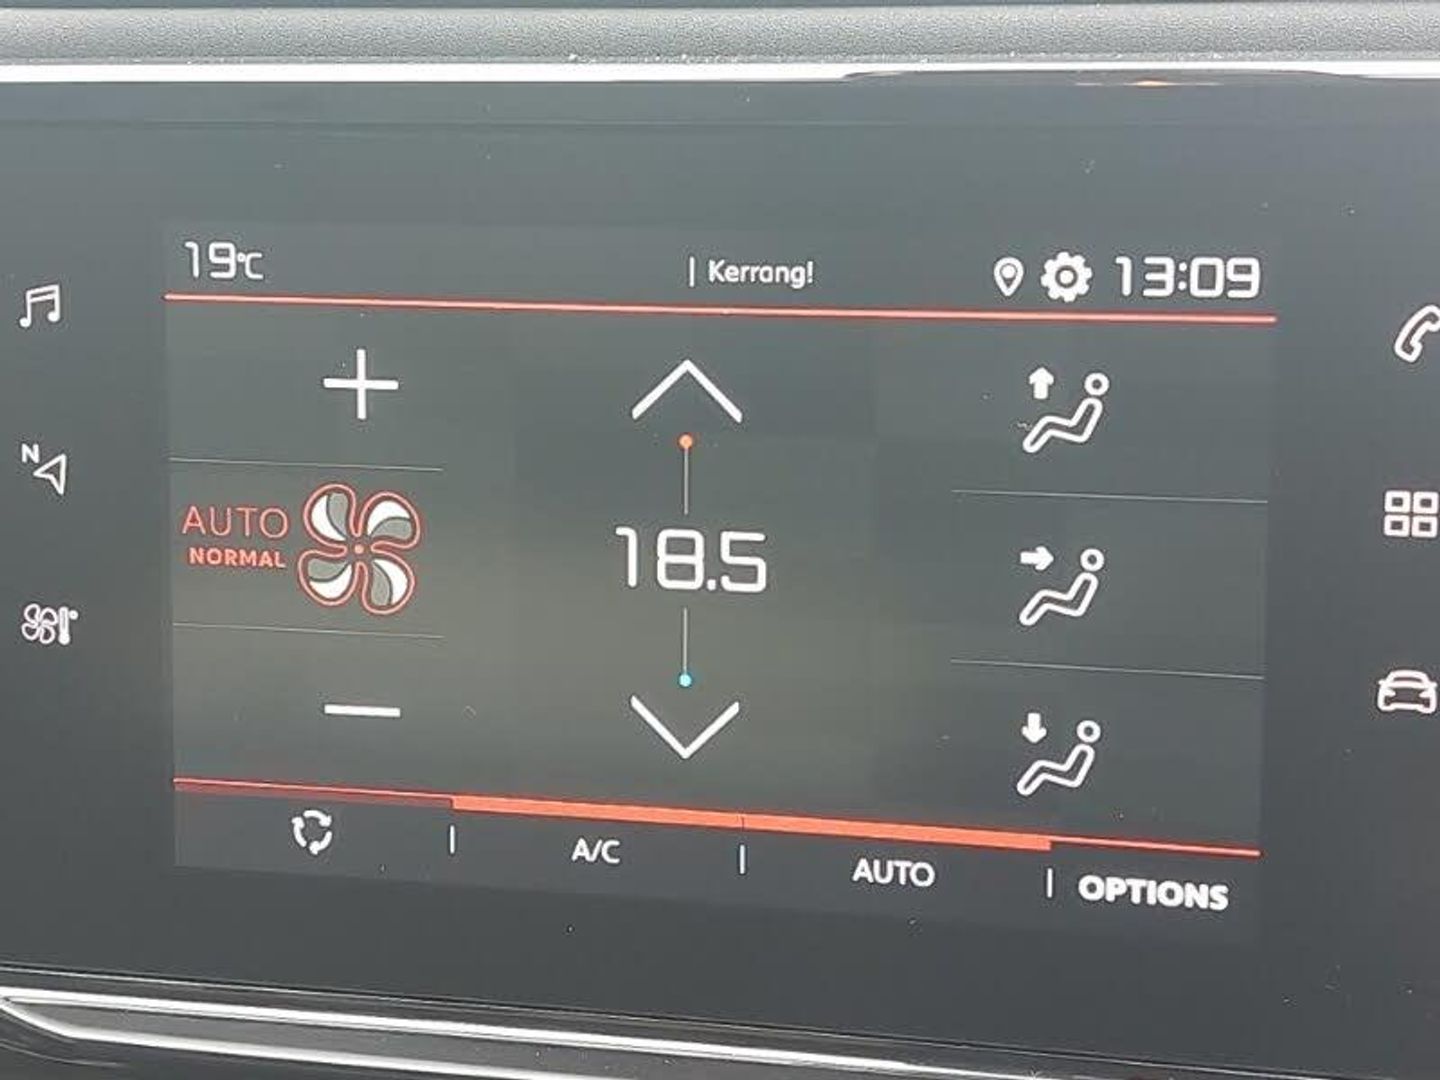 19°C
| Kerrang!
13:09
N
AUTO
NORMAL
18.5
A/C
AUTO
OPTIONS